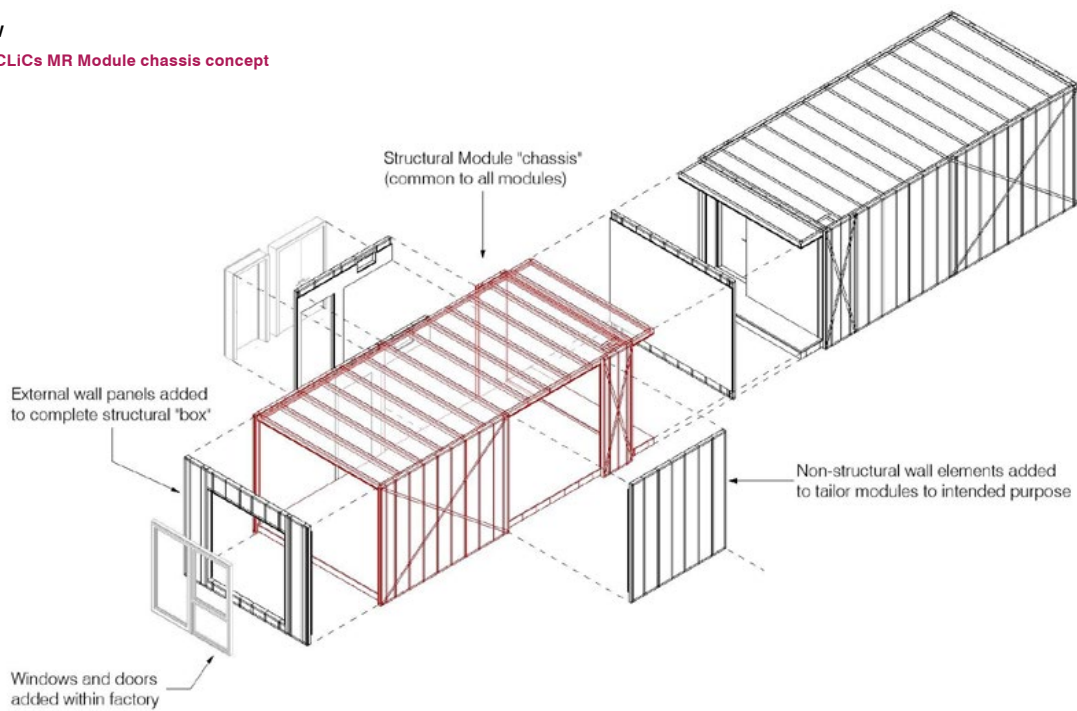 CLiCs MR Module chassis concept
Structural Module "chassis"
(common to all modules)
External wall panels added
to complete structural "box"
Non-structural wall elements added
to tailor modules to intended purpose
Windows and doors
added within factory